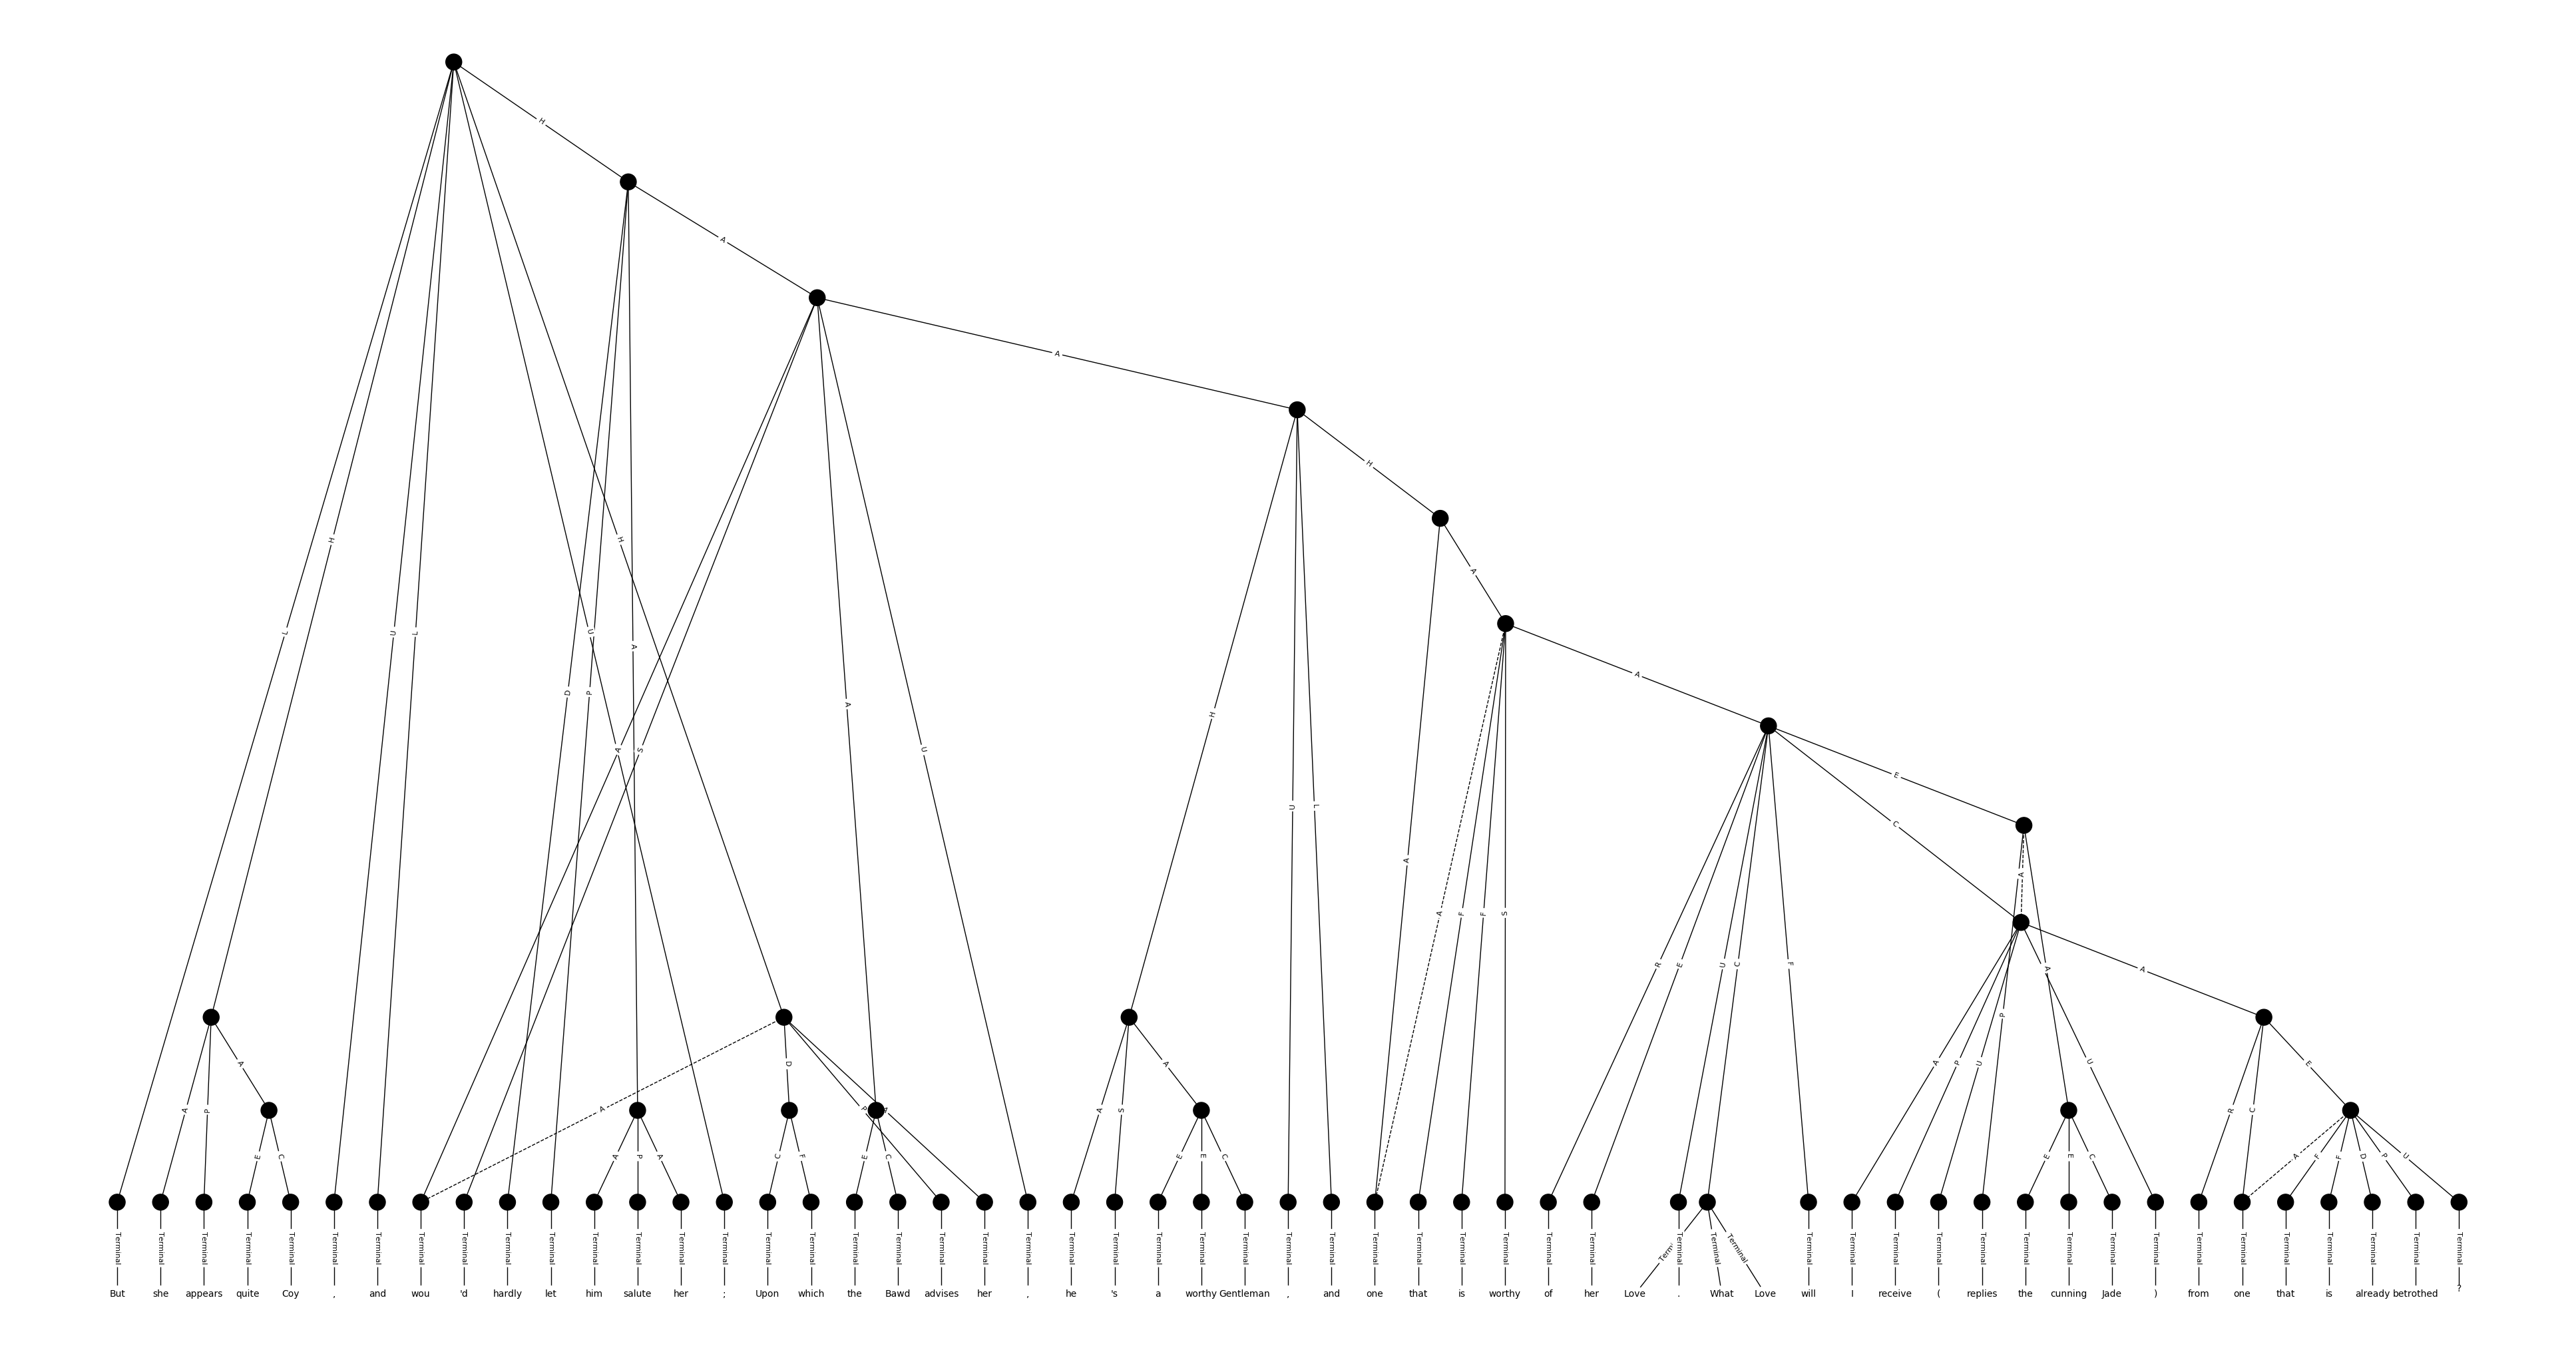 H
A
A
H
H H
A
L U L U
A
A
D P
A
H
A S U
E
U L
C
A
A
A F F S
R E U C F A A
P
A D A A P U U E
A P A P A A S R C
E C A P A C F E C E E C E E C A F F D P U
Terminal Terminal Terminal Terminal Terminal Terminal Terminal Terminal Terminal Terminal Terminal Terminal Terminal Terminal Terminal Terminal Terminal Terminal Terminal Terminal Terminal Terminal Terminal Terminal Terminal Terminal Terminal Terminal Terminal Terminal Terminal Terminal Terminal Terminal Terminal Terminal Terminal Terminal Terminal Terminal Terminal Terminal Terminal Terminal Terminal Terminal Terminal Terminal Terminal Terminal Terminal Terminal Terminal Terminal
But she appears quite Coy , and wou 'd hardly let him salute her ; Upon which the Bawd advises her , he 's a worthy Gentleman , and one that is worthy of her Love . What Love will I receive ( replies the cunning Jade ) from one that is already betrothed ?